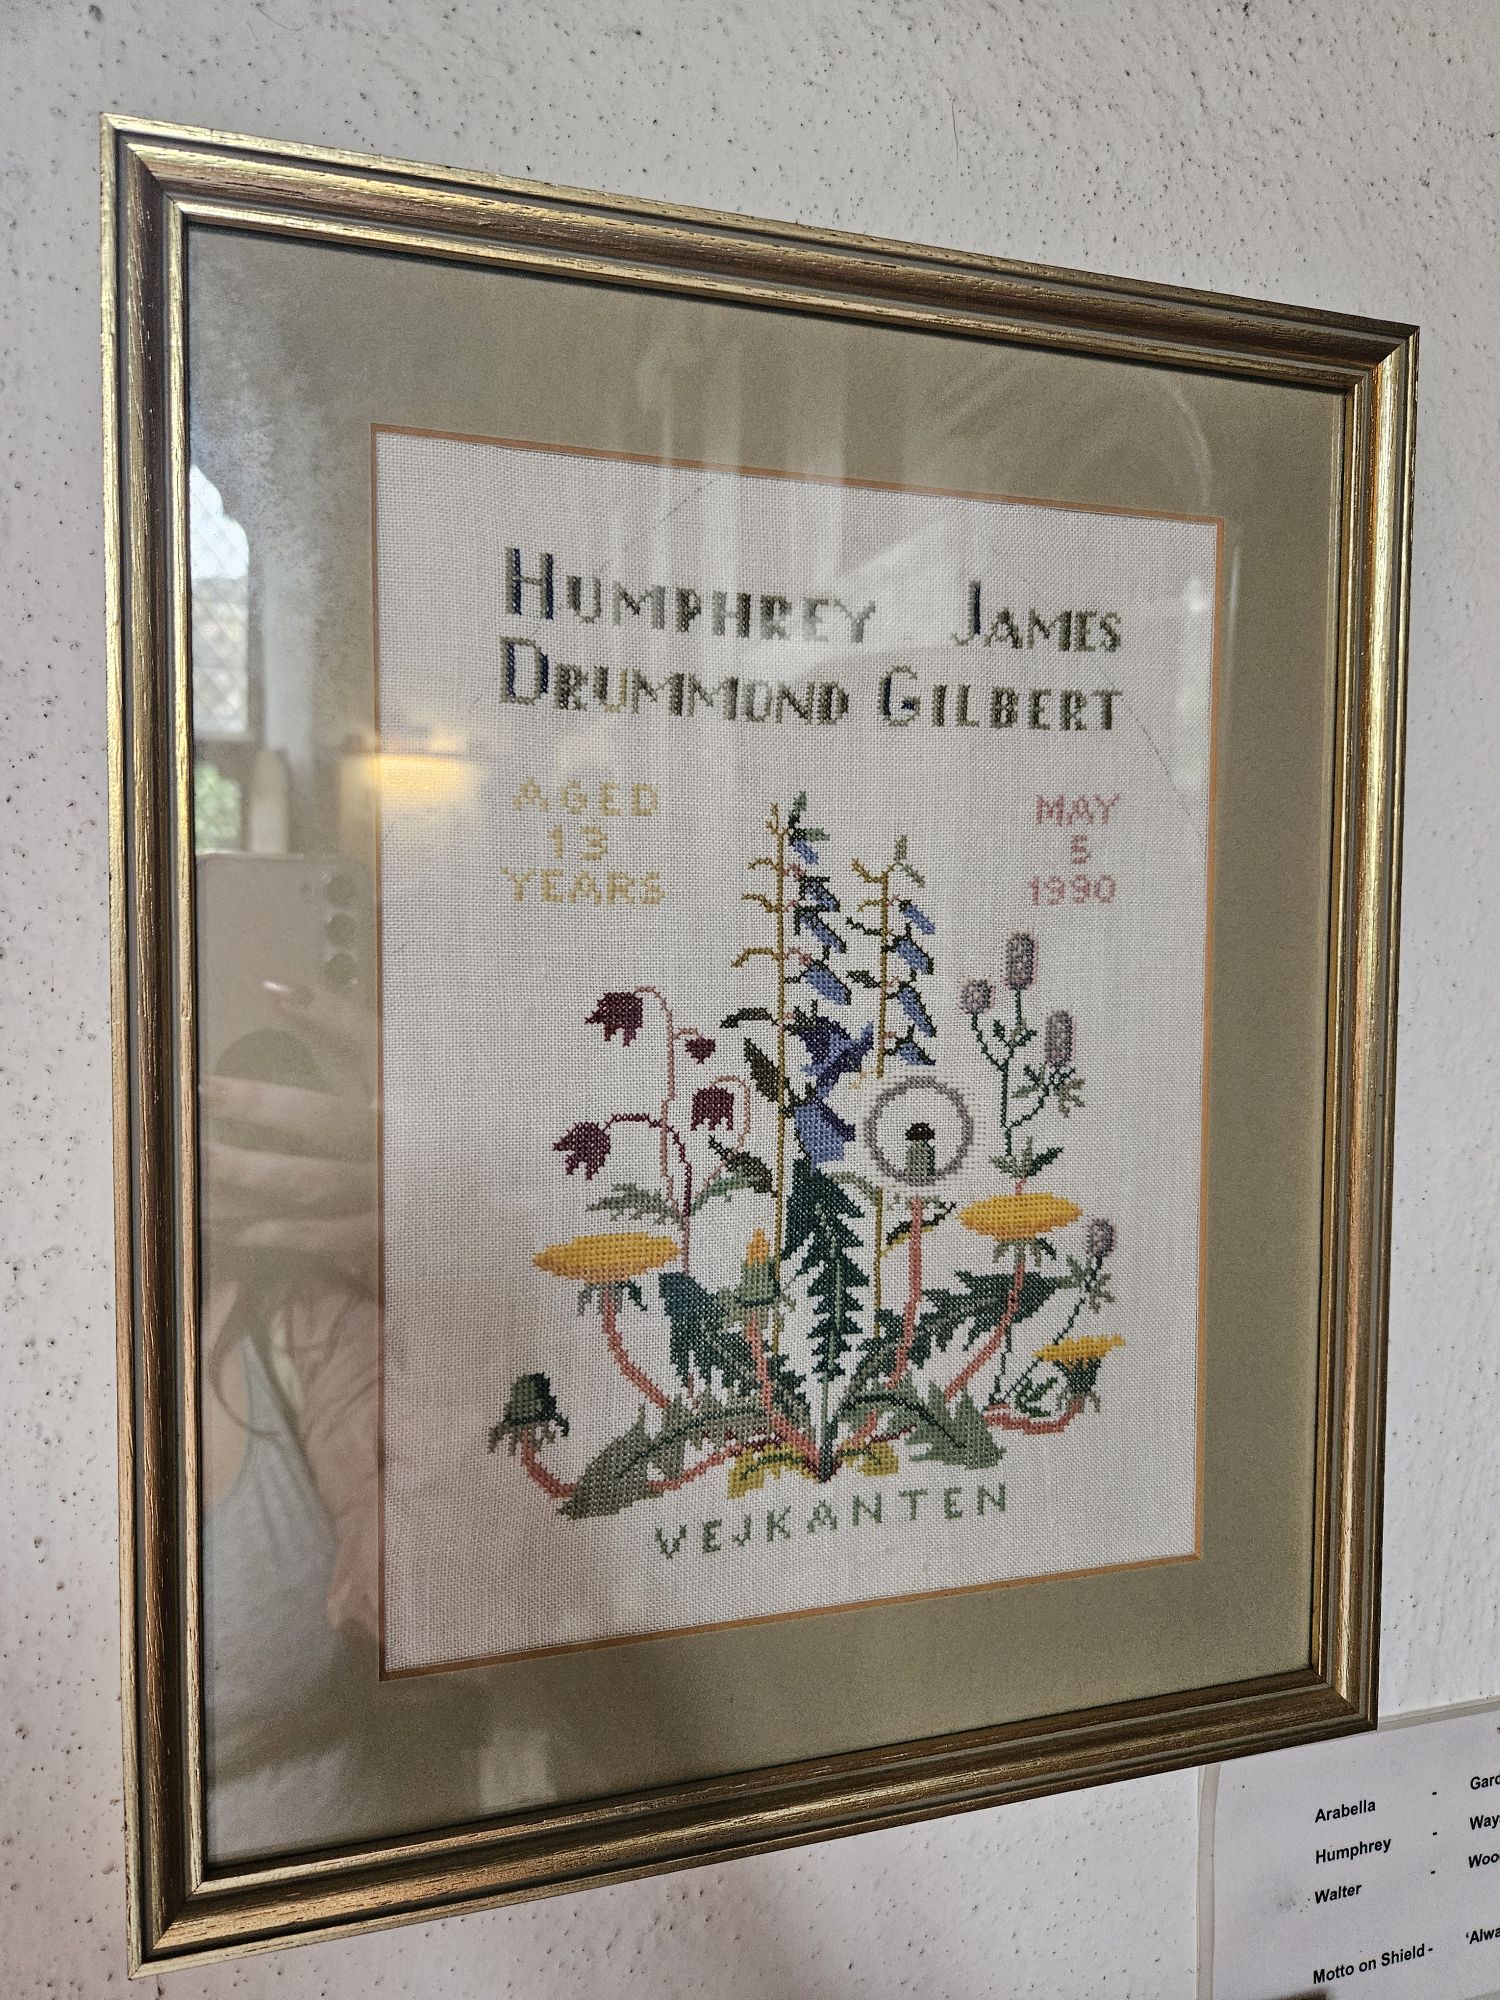 HUMPHREY JAMES
DRUMMOND GILBERT
AGED
13
YEARS
MAY
5
1990
VEJKANTEN
Arabella -
Humphrey -
Walter -
Motto on Shield -